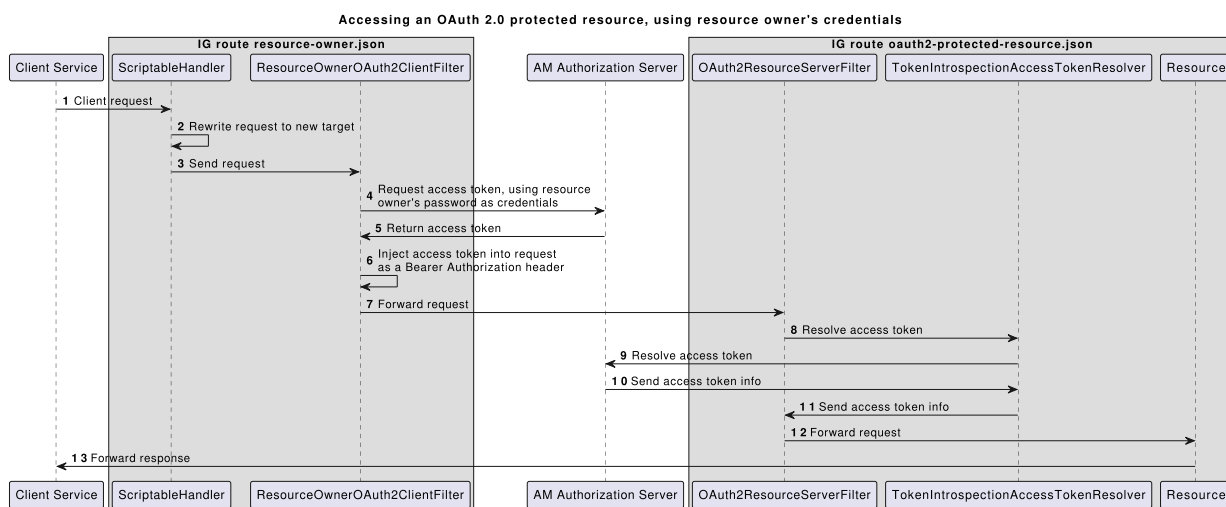 Accessing an OAuth 2.0 protected resource, using resource owner's credentials
IG route resource-owner.json
IG route oauth2-protected-resource.json
Client Service
ScriptableHandler
ResourceOwnerOAuth2ClientFilter
AM Authorization Server
OAuth2ResourceServerFilter
TokenIntrospectionAccessTokenResolver
Resource
1 Client request
2 Rewrite request to new target
3 Send request
4 Request access token, using resource
owner's password as credentials
5 Return access token
6 Inject access token into request
as a Bearer Authorization header
7 Forward request
8 Resolve access token
9 Resolve access token
10 Send access token info
11 Send access token info
12 Forward request
13 Forward response
Client Service
ScriptableHandler
ResourceOwnerOAuth2ClientFilter
AM Authorization Server
OAuth2ResourceServerFilter
TokenIntrospectionAccessTokenResolver
Resource